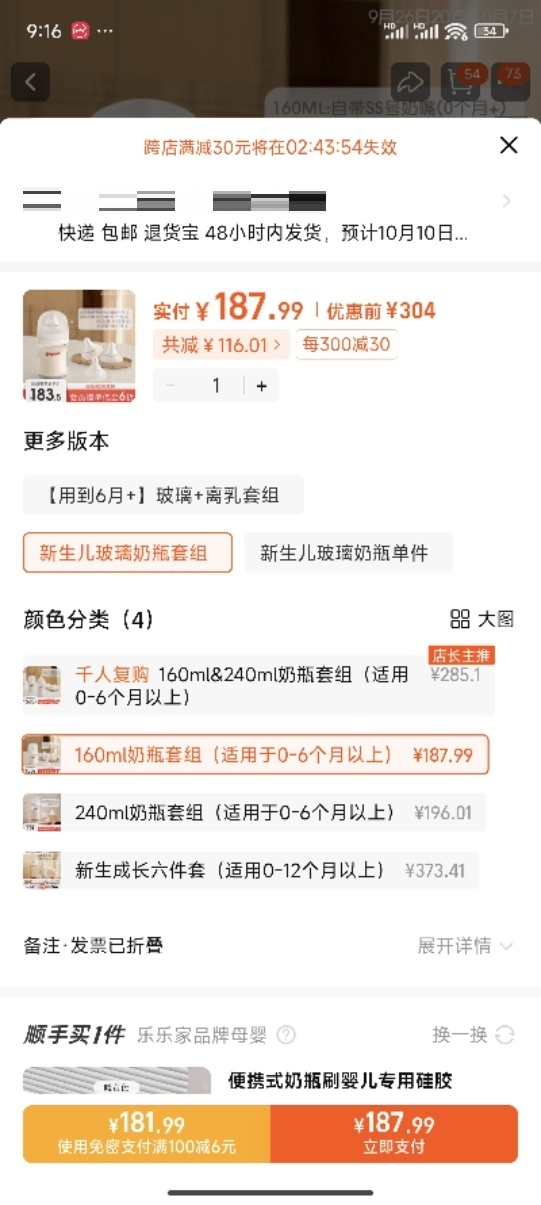 9:16
34
54
73
160ML:自带SS号奶嘴(0个月+)
跨店满减30元将在02:43:54失效
快递 包邮 退货宝 48小时内发货，预计10月10日...
实付￥187.99 优惠前￥304
共减￥116.01 每300减30
1 +
183.5
更多版本
【用到6月+】玻璃+离乳套组
新生儿玻璃奶瓶套组 新生儿玻璃奶瓶单件
颜色分类（4） 大图
店长主推
千人复购 160ml&240ml奶瓶套组（适用 ¥285.1
0-6个月以上）
160ml奶瓶套组（适用于0-6个月以上） ¥187.99
240ml奶瓶套组（适用于0-6个月以上） ¥196.01
新生成长六件套（适用0-12个月以上） ¥373.41
备注·发票已折叠 展开详情
顺手买1件 乐乐家品牌母婴 换一换
便携式奶瓶刷婴儿专用硅胶
¥181.99 ¥187.99
使用免密支付满100减6元 立即支付